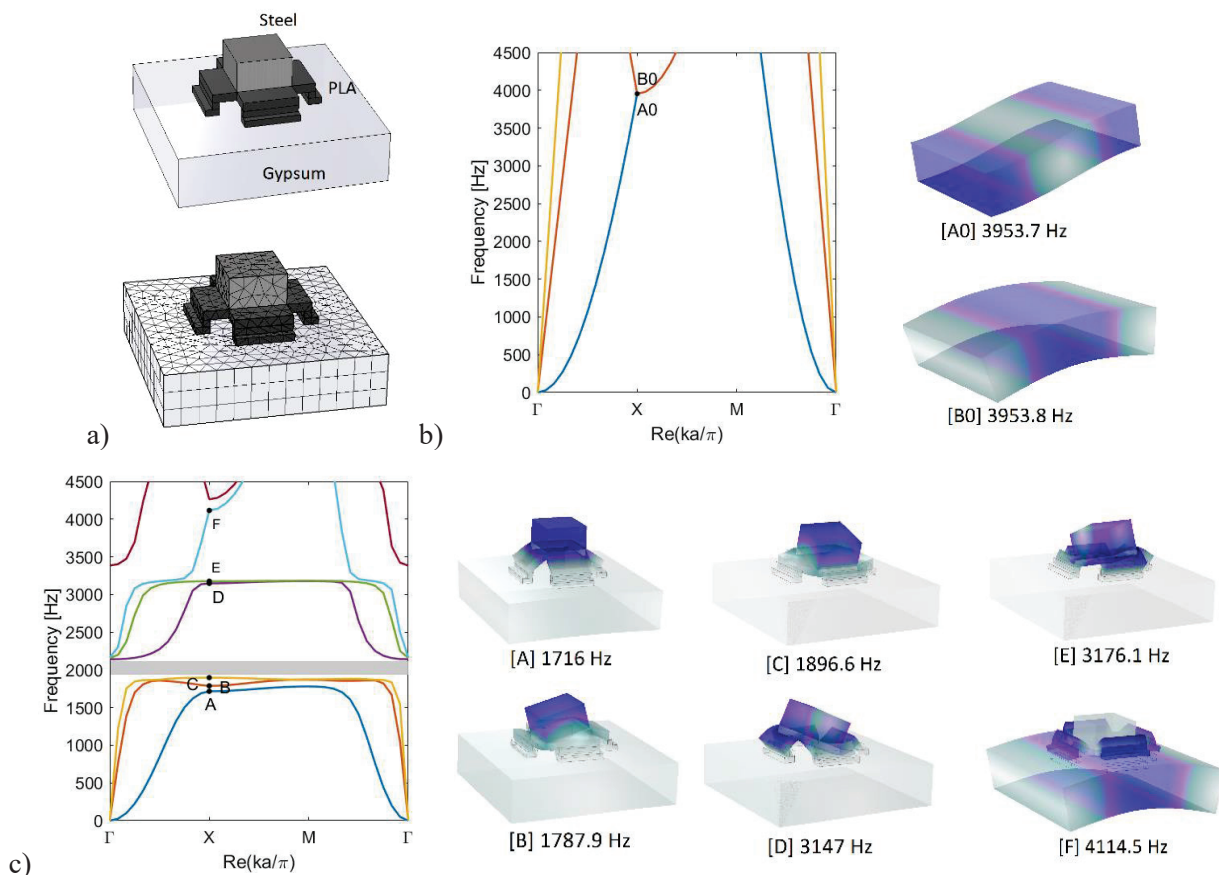 Steel
PLA
Gypsum
a)
4500
4000
3500
3000
2500
2000
1500
1000
500
0
Frequency [Hz]
B0
A0
Γ X M Γ
Re(ka/π)
b)
[A0] 3953.7 Hz
[B0] 3953.8 Hz
4500
4000
3500
3000
2500
2000
1500
1000
500
0
Frequency [Hz]
F
E
D
C B
A
Γ X M Γ
Re(ka/π)
c)
[A] 1716 Hz
[C] 1896.6 Hz
[E] 3176.1 Hz
[B] 1787.9 Hz
[D] 3147 Hz
[F] 4114.5 Hz